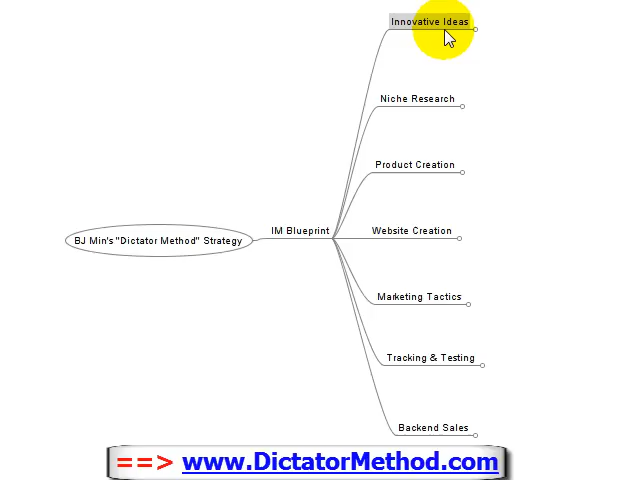 Innovative Ideas
Niche Research
Product Creation
BJ Min's "Dictator Method" Strategy
IM Blueprint
Website Creation
Marketing Tactics
Tracking & Testing
Backend Sales
==> www.DictatorMethod.com